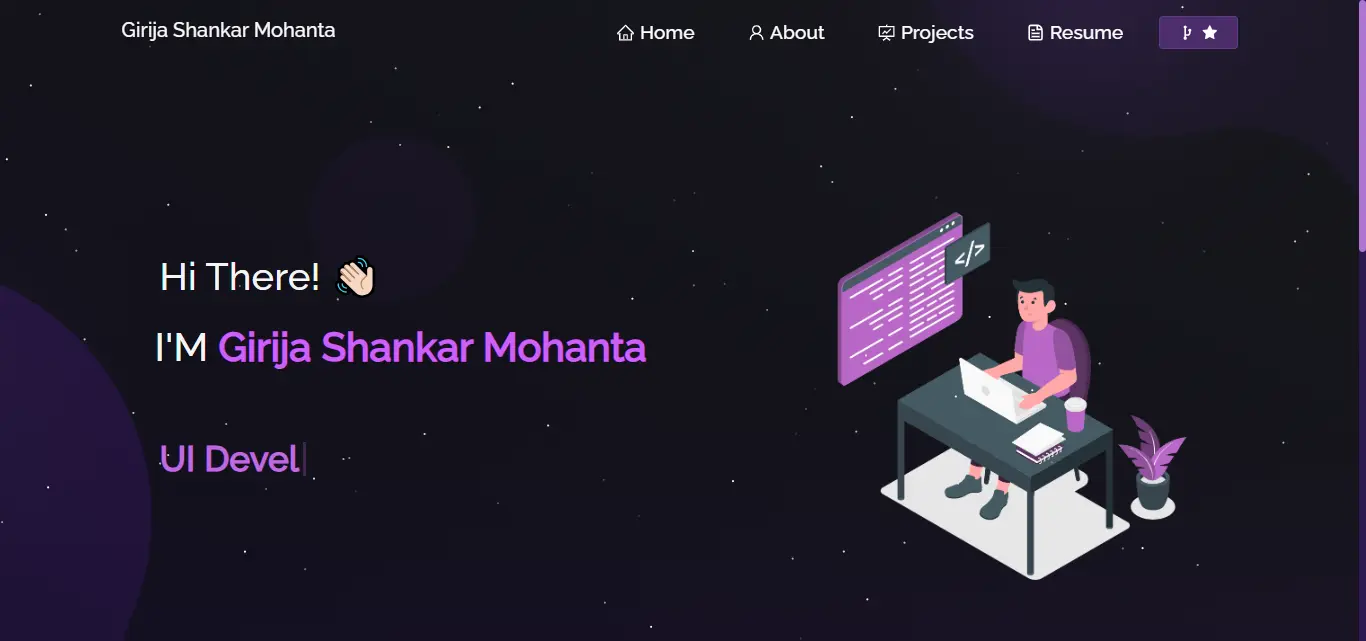 Girija Shankar Mohanta
Home
About
Projects
Resume
Hi There! 👋🏻
I'M Girija Shankar Mohanta
UI Devel
</>